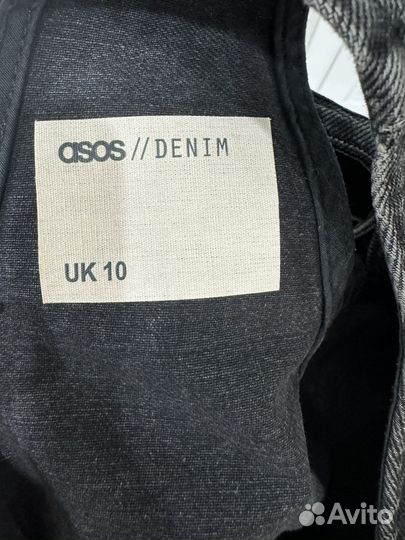 asos // DENIM
UK 10
Avito